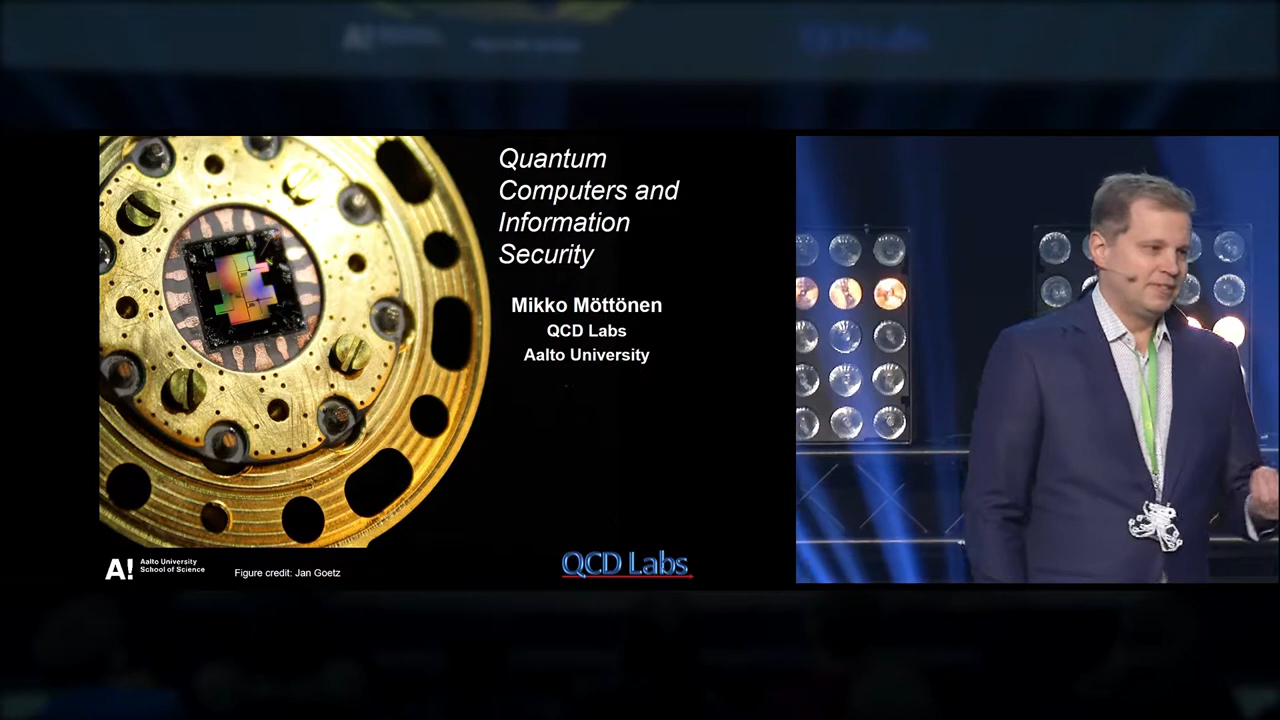 Quantum
Computers and
Information
Security
Mikko Möttönen
QCD Labs
Aalto University
A! Aalto University
School of Science
Figure credit: Jan Goetz
QCD Labs